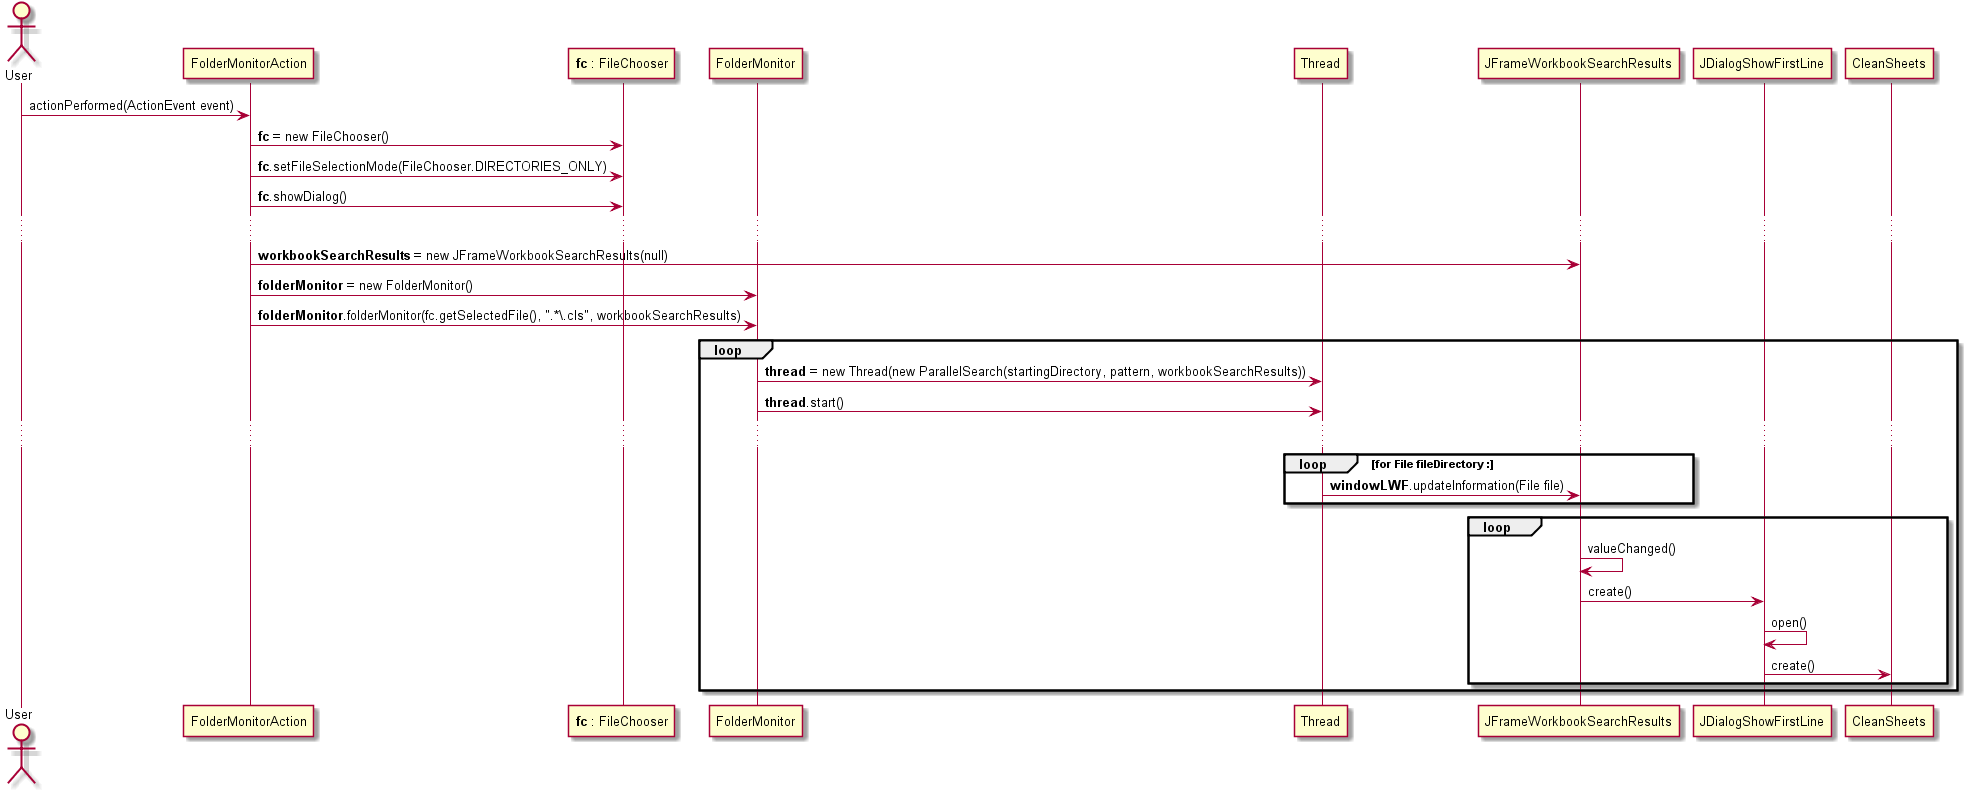 User
FolderMonitorAction
fc : FileChooser
FolderMonitor
Thread
JFrameWorkbookSearchResults
JDialogShowFirstLine
CleanSheets
actionPerformed(ActionEvent event)
fc = new FileChooser()
fc.setFileSelectionMode(FileChooser.DIRECTORIES_ONLY)
fc.showDialog()
workbookSearchResults = new JFrameWorkbookSearchResults(null)
folderMonitor = new FolderMonitor()
folderMonitor.folderMonitor(fc.getSelectedFile(), ".*\.cls", workbookSearchResults)
loop
thread = new Thread(new ParallelSearch(startingDirectory, pattern, workbookSearchResults))
thread.start()
loop [for File fileDirectory :]
windowLWF.updateInformation(File file)
loop
valueChanged()
create()
open()
create()
User
FolderMonitorAction
fc : FileChooser
FolderMonitor
Thread
JFrameWorkbookSearchResults
JDialogShowFirstLine
CleanSheets